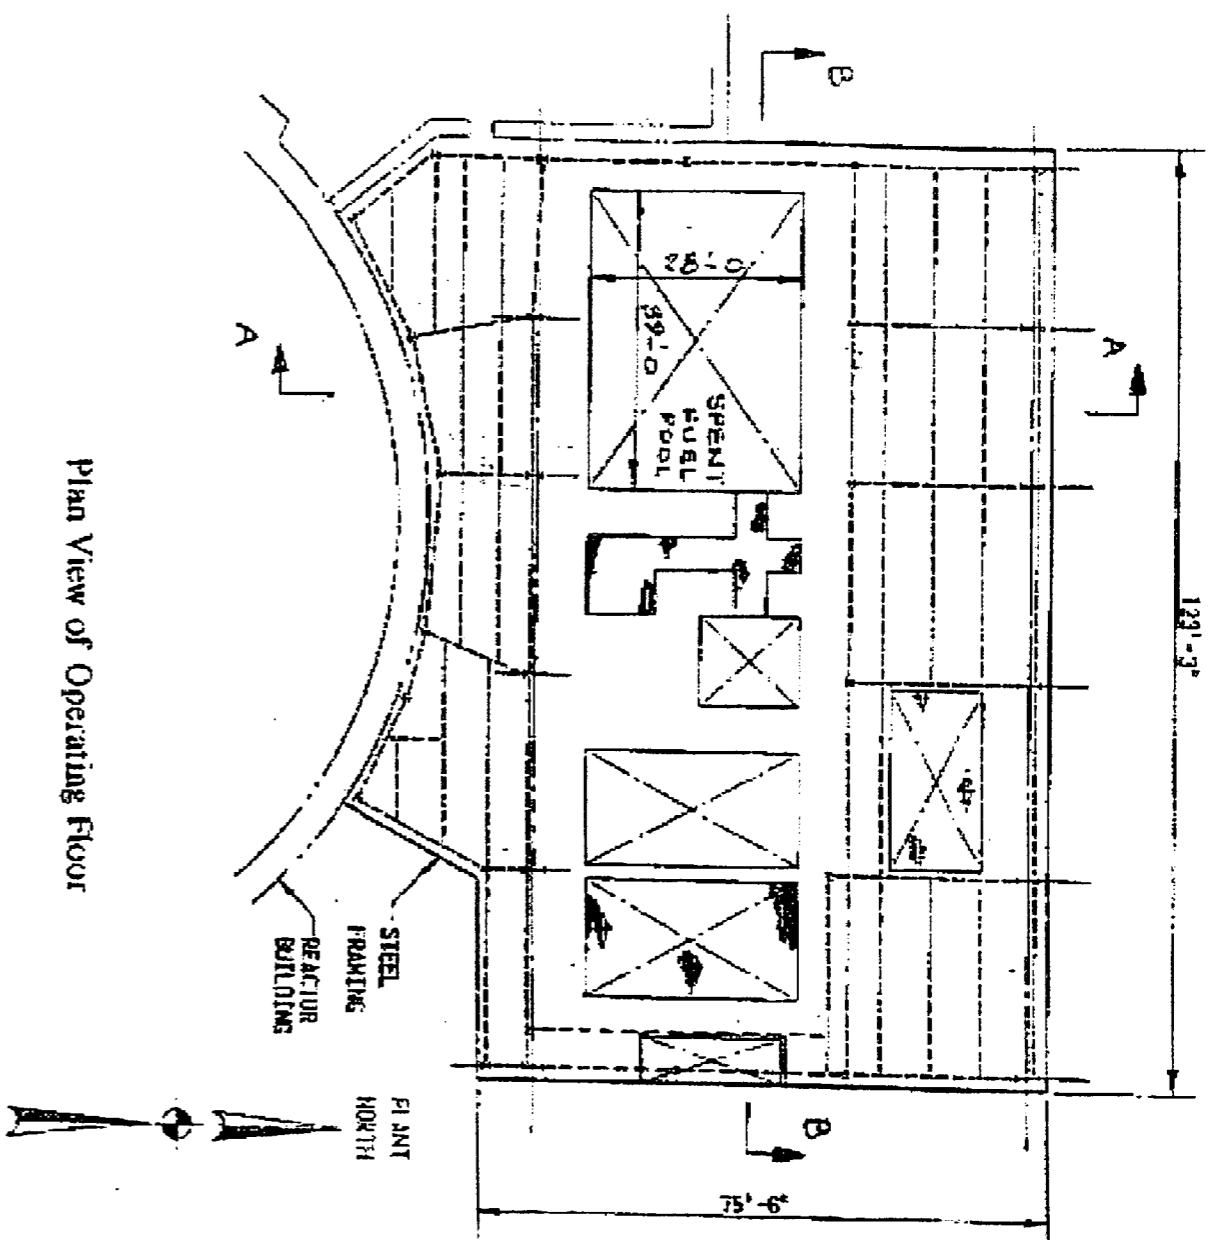 B
A
28'-0
39'-0
SPENT
FUEL
POOL
A
123'-3"
STEEL
FRAMING
REACTOR
BUILDING
PLANT
NORTH
B
75'-6"
Plan View of Operating Floor